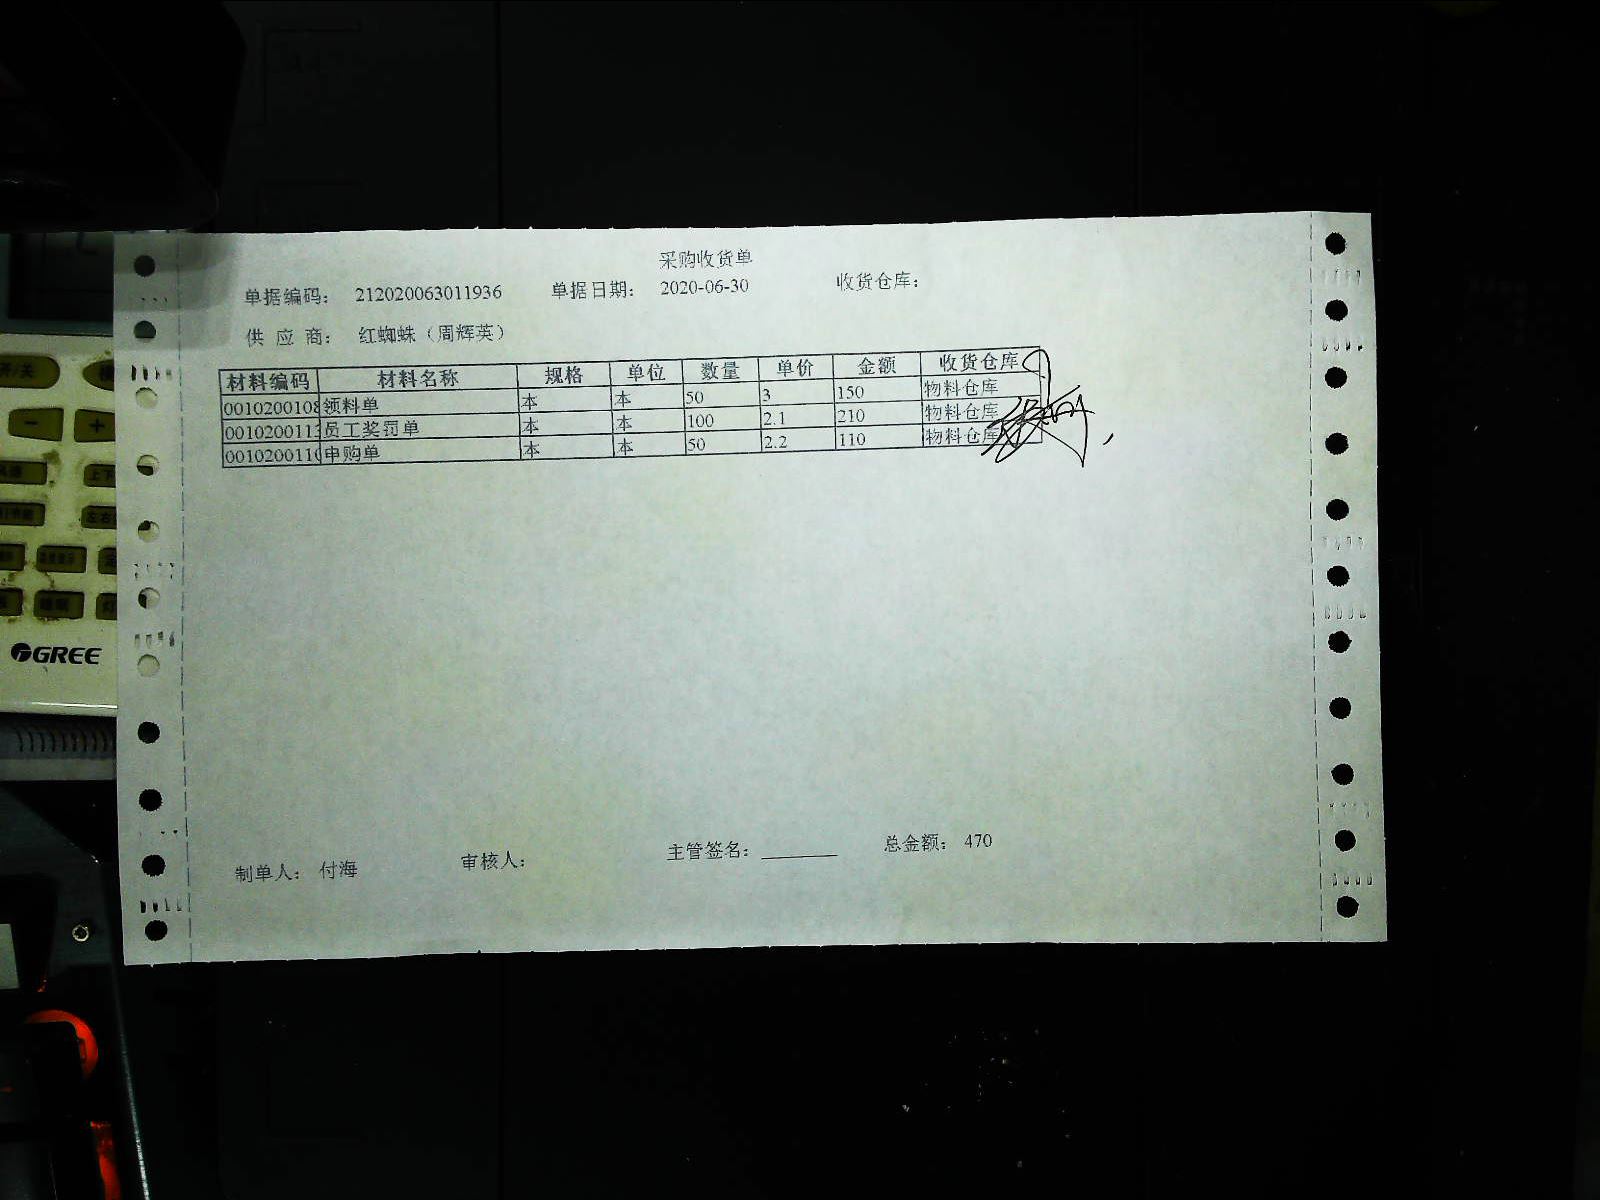 采购收货单
单据编码： 212020063011936 单据日期： 2020-06-30 收货仓库：
供 应 商： 红蜘蛛（周辉英）
材料编码 材料名称 规格 单位 数量 单价 金额 收货仓库
0010200108 领料单 本 本 50 3 150 物料仓库
001020011 员工奖罚单 本 本 100 2.1 210 物料仓库
001020011 申购单 本 本 50 2.2 110 物料仓库
制单人： 付海 审核人： 主管签名： 总金额： 470
开/关
GREE